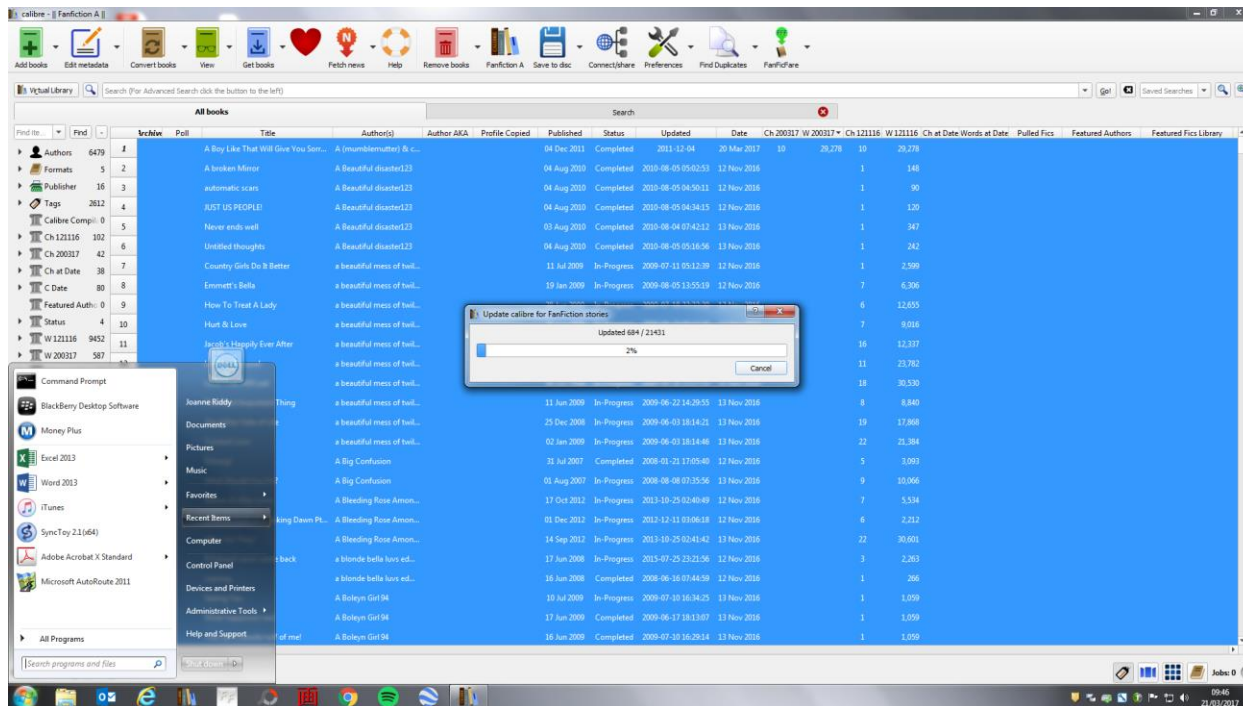 calibre - || Fanfiction A ||
Add books Edit metadata Convert books View Get books Fetch news Help Remove books Fanfiction A Save to disc Connect/share Preferences Find Duplicates FanFicFare
Virtual Library Search (For Advanced Search click the button to the left) Go! Saved Searches
All books Search
Find Ite... Find - Archive Poll Title Author(s) Author AKA Profile Copied Published Status Updated Date Ch 200317 W 200317 Ch 121116 W 121116 Ch at Date Words at Date Pulled Fics Featured Authors Featured Fics Library
Authors 6479 1 A Boy Like That Will Give You Sorr... A (mumblemutter) & c... 04 Dec 2011 Completed 2011-12-04 20 Mar 2017 10 29,278 10 29,278
Formats 5 2 A broken Mirror A Beautiful disaster123 04 Aug 2010 Completed 2010-08-05 05:02:53 12 Nov 2016 1 148
Publisher 16 3 automatic scars A Beautiful disaster123 04 Aug 2010 Completed 2010-08-05 04:50:11 12 Nov 2016 1 90
Tags 2612 4 JUST US PEOPLE! A Beautiful disaster123 04 Aug 2010 Completed 2010-08-05 04:34:15 12 Nov 2016 1 120
Calibre Compil 0
Ch 121116 102 5 Never ends well A Beautiful disaster123 03 Aug 2010 Completed 2010-08-04 07:42:12 13 Nov 2016 1 347
Ch 200317 42 6 Untitled thoughts A Beautiful disaster123 04 Aug 2010 Completed 2010-08-05 05:16:56 13 Nov 2016 1 242
Ch at Date 38 7 Country Girls Do It Better a beautiful mess of twil... 11 Jul 2009 In-Progress 2009-07-11 05:12:39 12 Nov 2016 1 2,599
C Date 80 8 Emmett's Bella a beautiful mess of twil... 19 Jan 2009 In-Progress 2009-08-05 13:55:19 12 Nov 2016 7 6,306
Featured Autho 0 9 How To Treat A Lady a beautiful mess of twil... 6 12,655
Status 4 10 Hurt & Love a beautiful mess of twil... 7 9,016
W 121116 9452 11 Jacob's Happily Ever After a beautiful mess of twil... 16 12,337
W 200317 587
a beautiful mess of twil... 11 23,782
Update calibre for FanFiction stories
Updated 684 / 21431
2%
Cancel
a beautiful mess of twil... 18 30,530
Thing a beautiful mess of twil... 11 Jun 2009 In-Progress 2009-06-22 14:29:55 13 Nov 2016 8 8,840
a beautiful mess of twil... 25 Dec 2008 In-Progress 2009-06-03 18:14:21 13 Nov 2016 19 17,868
a beautiful mess of twil... 02 Jan 2009 In-Progress 2009-06-03 18:14:46 13 Nov 2016 22 21,384
A Big Confusion 31 Jul 2007 Completed 2008-01-21 17:05:40 12 Nov 2016 5 3,093
A Big Confusion 01 Aug 2007 In-Progress 2008-08-08 07:35:56 13 Nov 2016 9 10,066
A Bleeding Rose Amon... 17 Oct 2012 In-Progress 2013-10-25 02:40:49 12 Nov 2016 7 5,534
king Dawn Pt... A Bleeding Rose Amon... 01 Dec 2012 In-Progress 2012-12-11 03:06:18 12 Nov 2016 6 2,212
A Bleeding Rose Amon... 14 Sep 2012 In-Progress 2013-10-25 02:41:42 13 Nov 2016 22 30,601
back a blonde bella luvs ed... 17 Jun 2008 In-Progress 2015-07-25 23:21:56 12 Nov 2016 3 2,263
a blonde bella luvs ed... 16 Jun 2008 Completed 2008-06-16 07:44:59 12 Nov 2016 1 266
A Boleyn Girl 94 10 Jul 2009 In-Progress 2009-07-10 16:34:25 13 Nov 2016 1 1,059
A Boleyn Girl 94 17 Jun 2009 Completed 2009-06-17 18:13:07 13 Nov 2016 1 1,059
of me! A Boleyn Girl 94 16 Jun 2009 Completed 2009-07-10 16:29:14 13 Nov 2016 1 1,059
Command Prompt
BlackBerry Desktop Software
Money Plus
Excel 2013
Word 2013
iTunes
SyncToy 2.1(x64)
Adobe Acrobat X Standard
Microsoft AutoRoute 2011
All Programs
Search programs and files
DELL
Joanne Riddy
Documents
Pictures
Music
Favorites
Recent Items
Computer
Control Panel
Devices and Printers
Administrative Tools
Help and Support
Shut down
Jobs: 0
09:46
21/03/2017